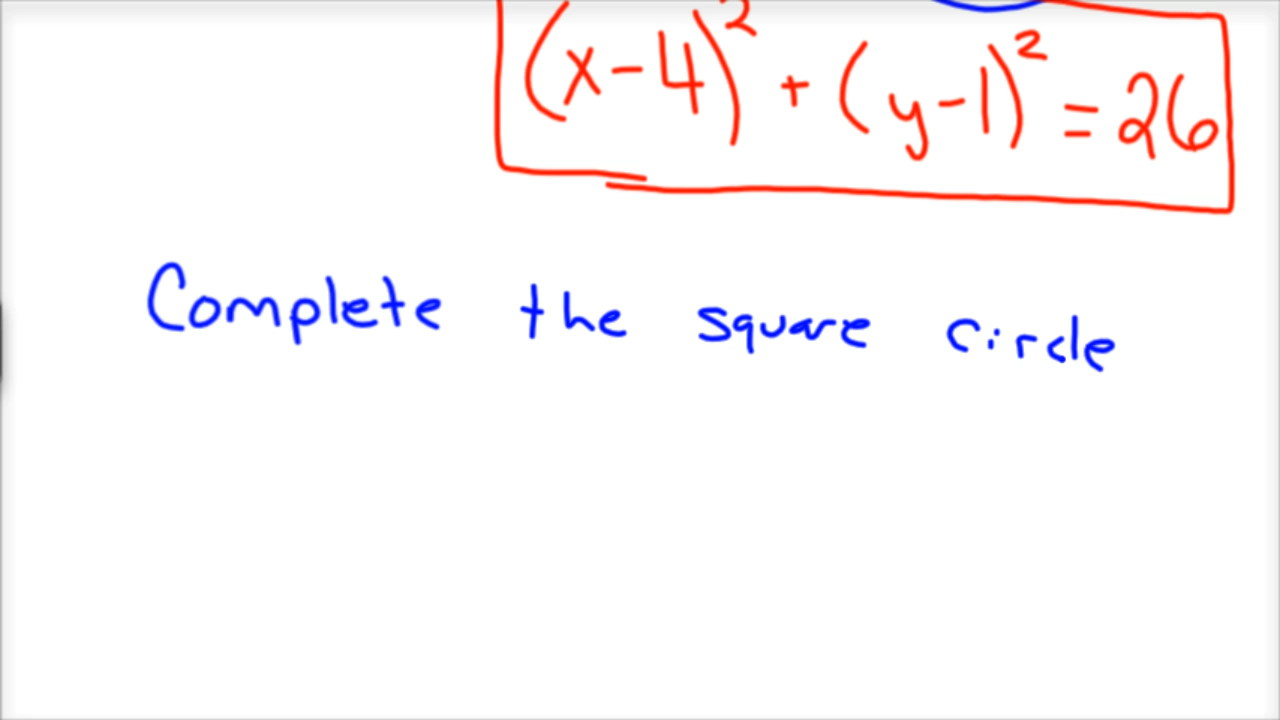 (x-4)² + (y-1)² = 26
Complete the square circle